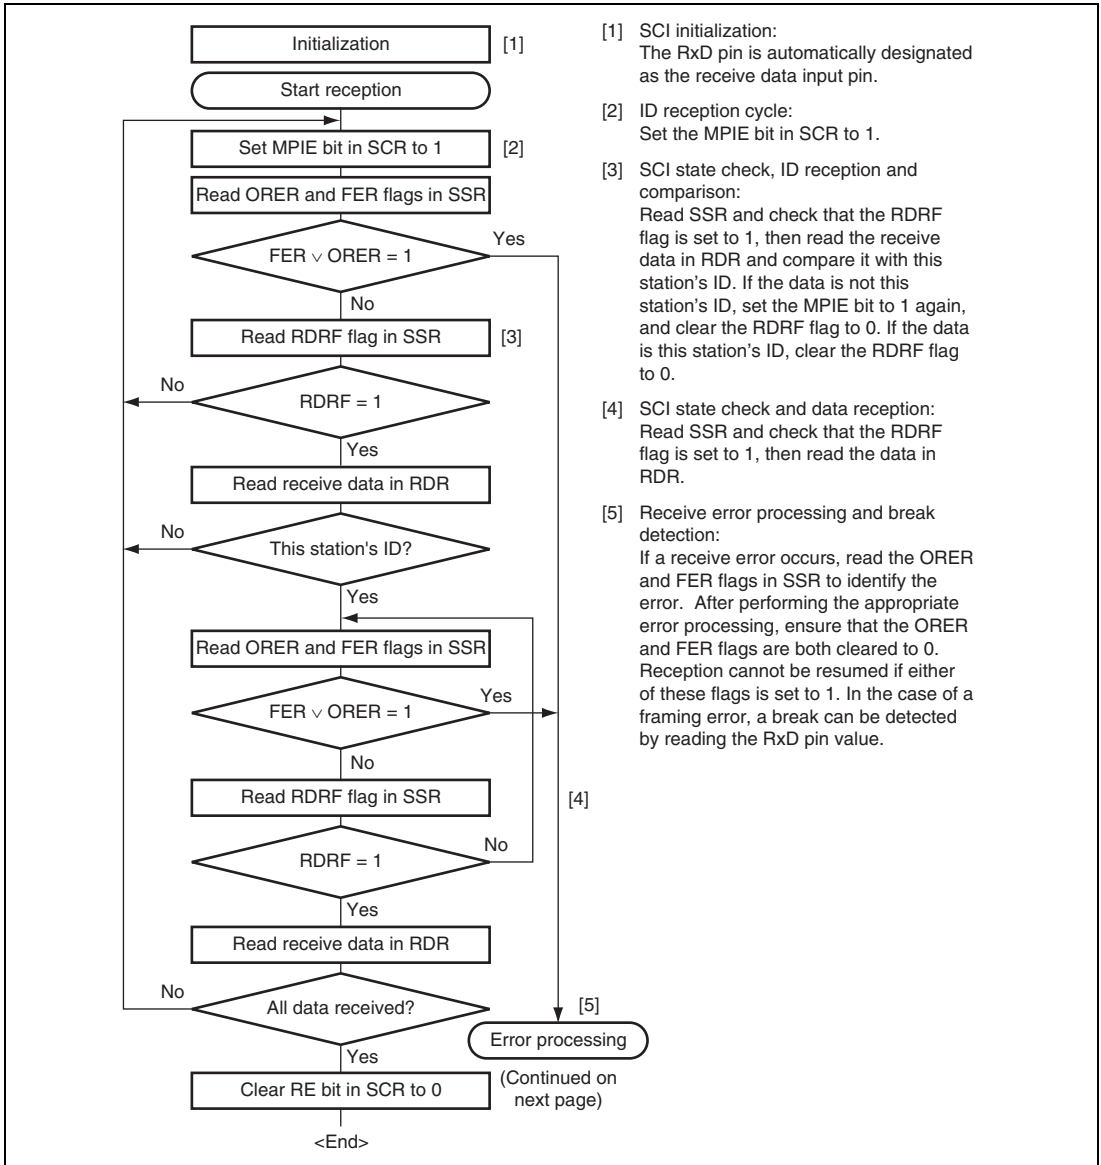 Initialization [1]
Start reception
Set MPIE bit in SCR to 1 [2]
Read ORER and FER flags in SSR
FER ∨ ORER = 1
Yes
No
Read RDRF flag in SSR [3]
No
RDRF = 1
Yes
Read receive data in RDR
No
This station's ID?
Yes
Read ORER and FER flags in SSR
FER ∨ ORER = 1
Yes
No
Read RDRF flag in SSR
[4]
RDRF = 1
No
Yes
Read receive data in RDR
No
All data received?
[5]
Error processing
Yes
(Continued on
next page)
Clear RE bit in SCR to 0
<End>
[1] SCI initialization:
The RxD pin is automatically designated
as the receive data input pin.
[2] ID reception cycle:
Set the MPIE bit in SCR to 1.
[3] SCI state check, ID reception and
comparison:
Read SSR and check that the RDRF
flag is set to 1, then read the receive
data in RDR and compare it with this
station's ID. If the data is not this
station's ID, set the MPIE bit to 1 again,
and clear the RDRF flag to 0. If the data
is this station's ID, clear the RDRF flag
to 0.
[4] SCI state check and data reception:
Read SSR and check that the RDRF
flag is set to 1, then read the data in
RDR.
[5] Receive error processing and break
detection:
If a receive error occurs, read the ORER
and FER flags in SSR to identify the
error. After performing the appropriate
error processing, ensure that the ORER
and FER flags are both cleared to 0.
Reception cannot be resumed if either
of these flags is set to 1. In the case of a
framing error, a break can be detected
by reading the RxD pin value.